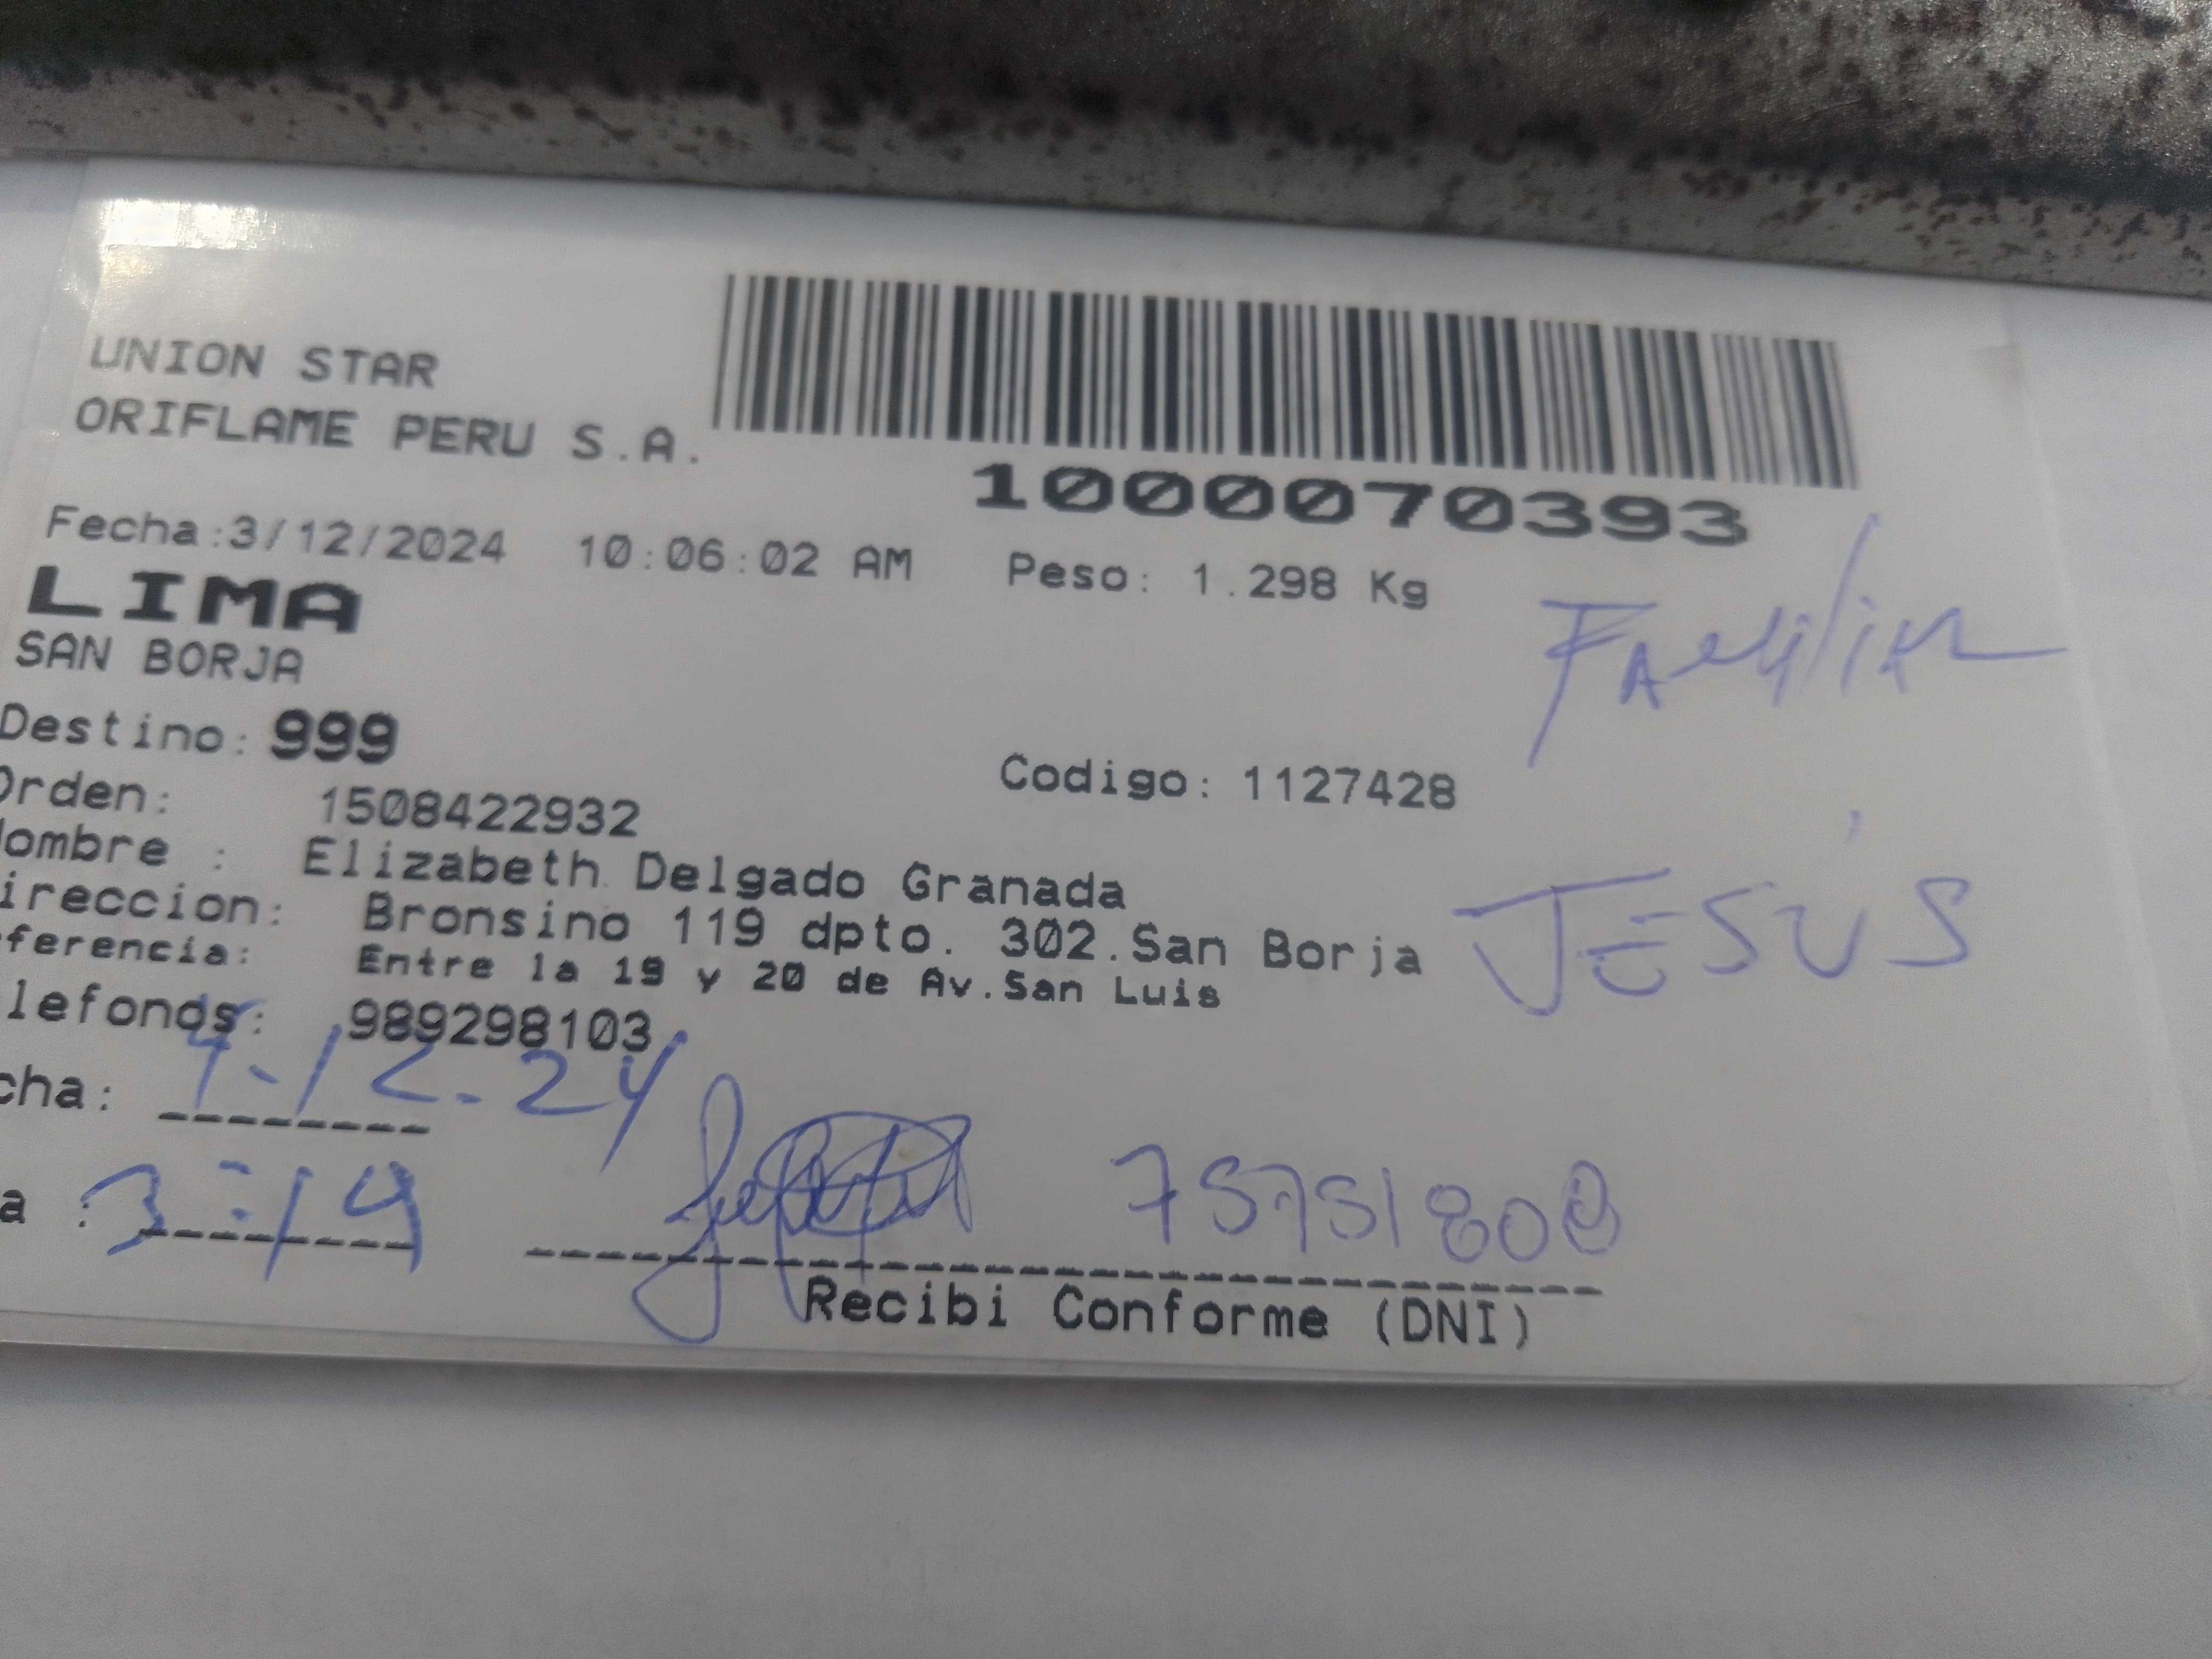 UNION STAR
ORIFLAME PERU S.A.
1000070393
Fecha:3/12/2024 10:06:02 AM Peso: 1.298 Kg
LIMA
SAN BORJA
Familiar
Destino: 999
Orden: 1508422932 Codigo: 1127428
ombre : Elizabeth Delgado Granada
ireccion: Bronsino 119 dpto. 302.San Borja
JESÚS
ferencia: Entre la 19 y 20 de Av.San Luis
lefonos: 989298103
cha: 4-12-24
a : 3:14
75751808
Recibi Conforme (DNI)